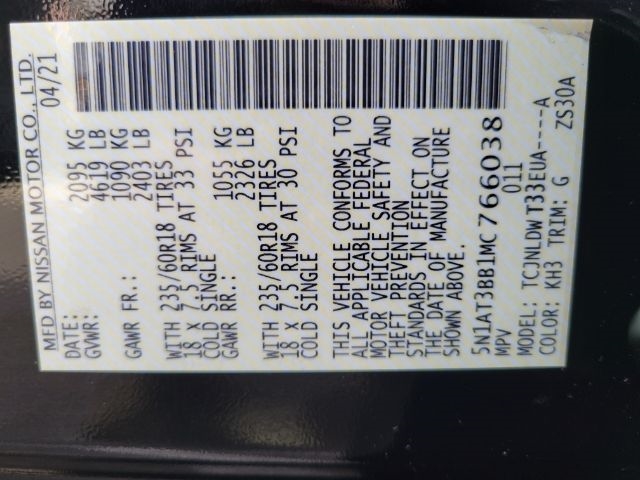 MFD BY NISSAN MOTOR CO., LTD.
DATE: 04/21
GVWR: 2095 KG
4619 LB
GAWR FR.: 1090 KG
2403 LB
WITH 235/60R18 TIRES
18 X 7.5 RIMS AT 33 PSI
COLD SINGLE
GAWR RR.: 1055 KG
2326 LB
WITH 235/60R18 TIRES
18 X 7.5 RIMS AT 30 PSI
COLD SINGLE
THIS VEHICLE CONFORMS TO
ALL APPLICABLE FEDERAL
MOTOR VEHICLE SAFETY AND
THEFT PREVENTION
STANDARDS IN EFFECT ON
THE DATE OF MANUFACTURE
SHOWN ABOVE.
5N1AT3BB1MC766038
MPV 011
MODEL: TCJNLDWT33EUA----A
COLOR: KH3 TRIM: G ZS30A